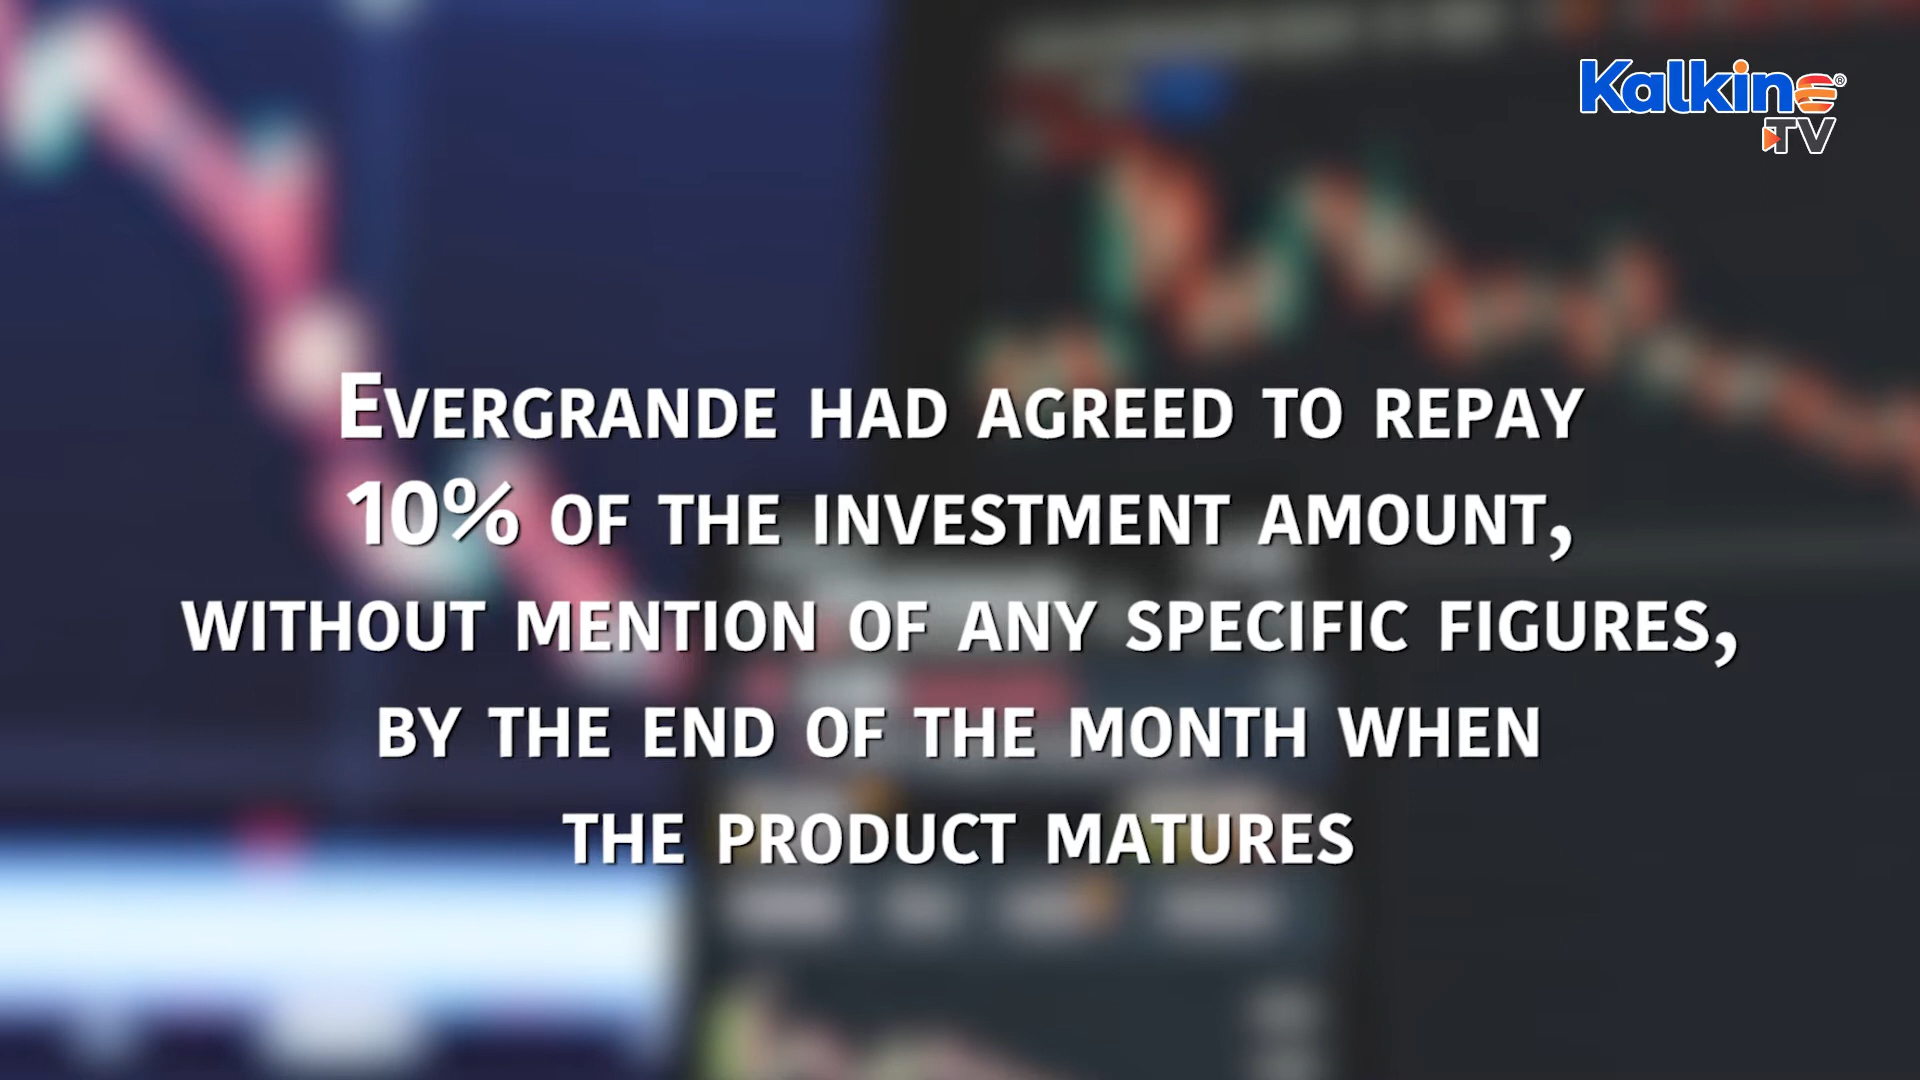 Kalkine®
TV
Evergrande had agreed to repay
10% of the investment amount,
without mention of any specific figures,
by the end of the month when
the product matures